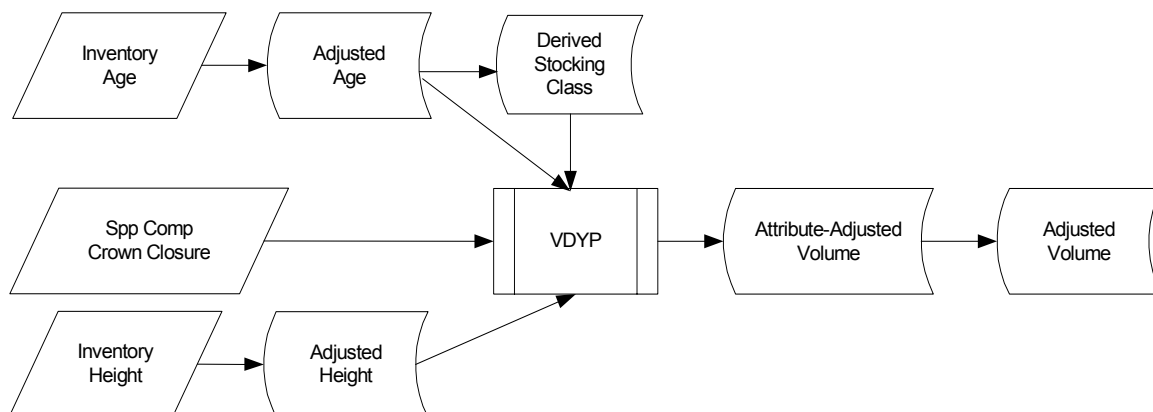 Inventory
Age
Adjusted
Age
Derived
Stocking
Class
Spp Comp
Crown Closure
VDYP
Attribute-Adjusted
Volume
Adjusted
Volume
Inventory
Height
Adjusted
Height